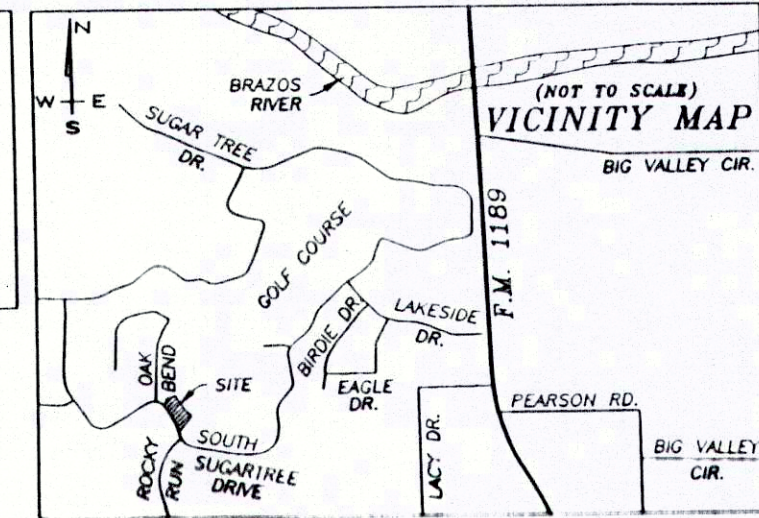 N
W E
S
BRAZOS
RIVER
(NOT TO SCALE)
VICINITY MAP
SUGAR TREE
DR.
BIG VALLEY CIR.
F.M. 1189
GOLF COURSE
LAKESIDE
DR.
BIRDIE DR.
OAK
BEND
SITE
EAGLE
DR.
PEARSON RD.
LACY DR.
SOUTH
SUGARTREE
DRIVE
ROCKY
RUN
BIG VALLEY
CIR.